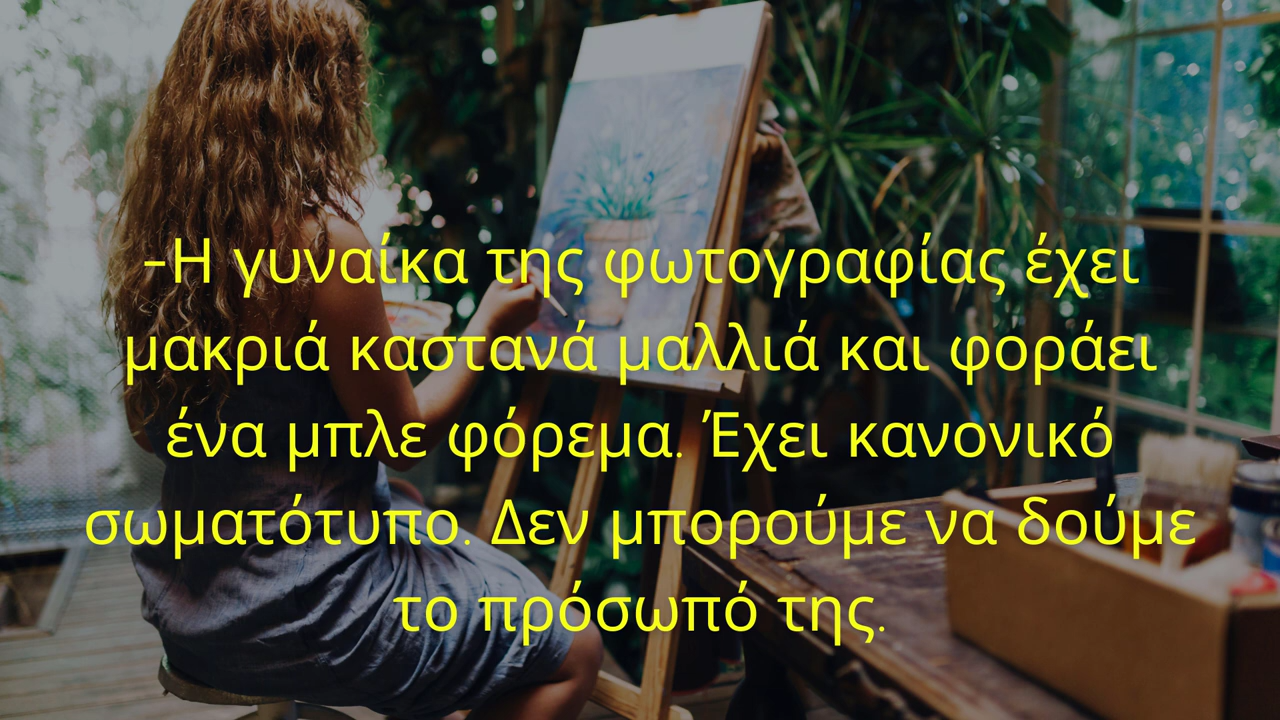 -Η γυναίκα της φωτογραφίας έχει
μακριά καστανά μαλλιά και φοράει
ένα μπλε φόρεμα. Έχει κανονικό
σωματότυπο. Δεν μπορούμε να δούμε
το πρόσωπό της.